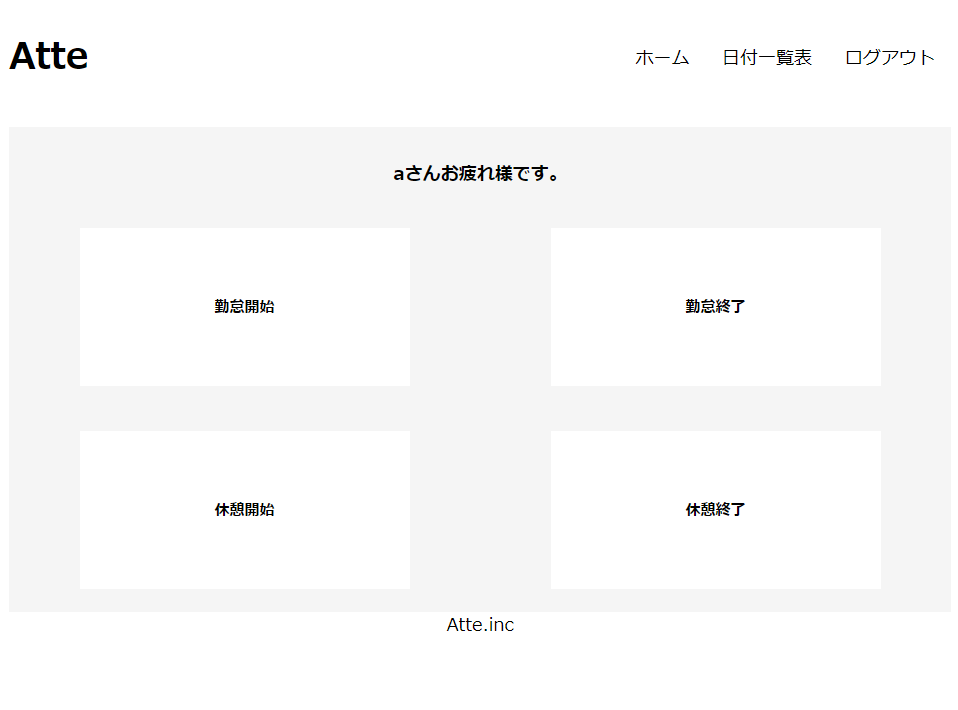 Atte
ホーム 日付一覧表 ログアウト
aさんお疲れ様です。
勤怠開始 勤怠終了
休憩開始 休憩終了
Atte.inc